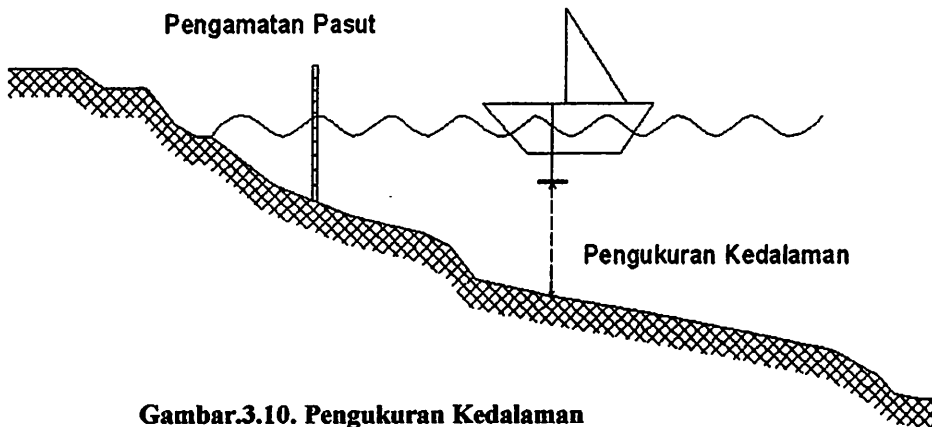 Pengamatan Pasut
Pengukuran Kedalaman
Gambar.3.10. Pengukuran Kedalaman